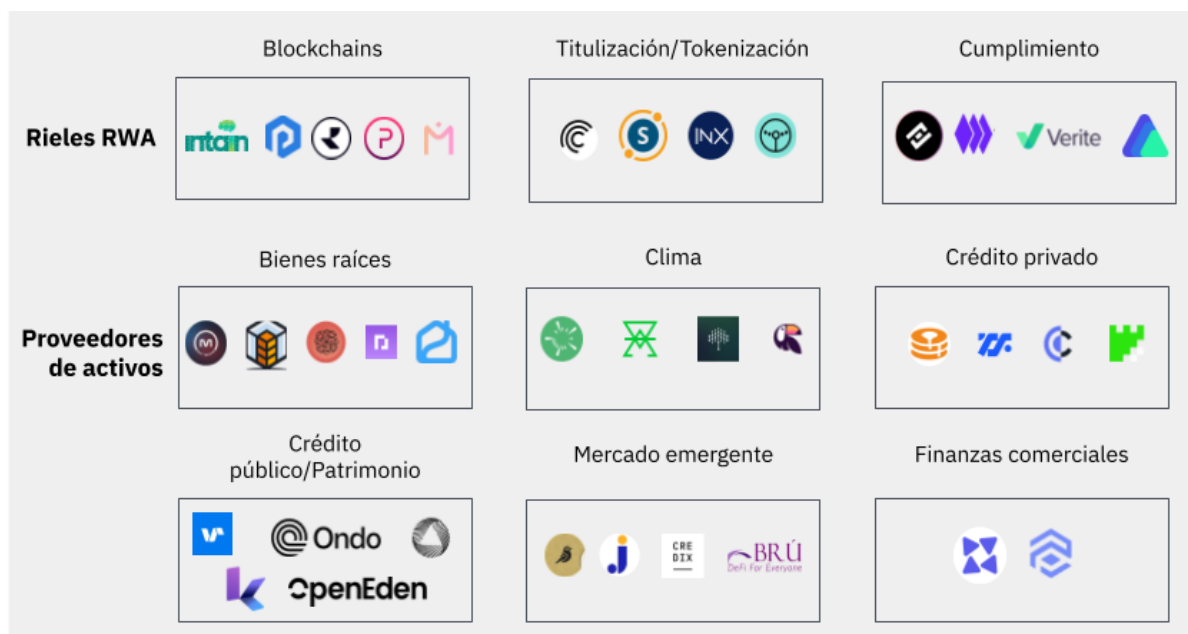 Blockchains
Titulización/Tokenización
Cumplimiento
Rieles RWA
intain
S
INX
Verite
Bienes raíces
Clima
Crédito privado
Proveedores
de activos
Crédito
público/Patrimonio
Mercado emergente
Finanzas comerciales
Ondo
OpenEden
CRE
DIX
BRÚ
DeFi For Everyone